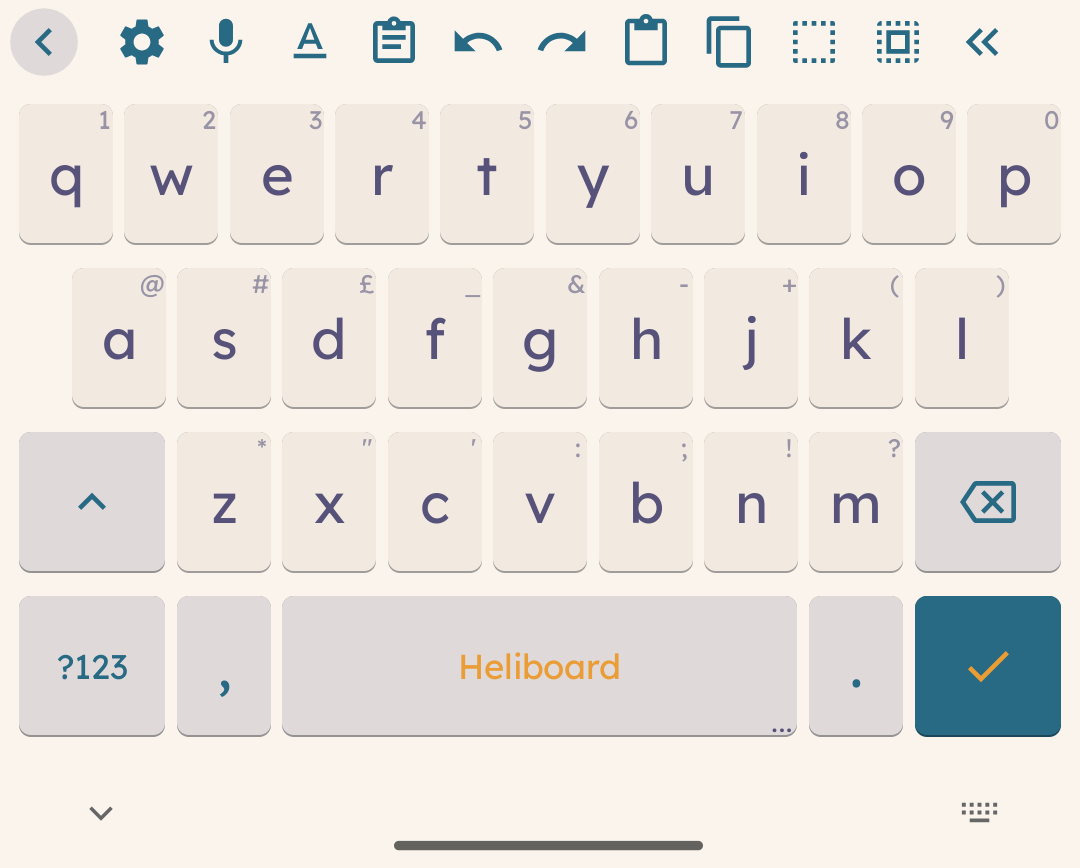 A
1 2 3 4 5 6 7 8 9 0
q w e r t y u i o p
@ # £ _ & - + ( )
a s d f g h j k l
* " ' : ; ! ?
z x c v b n m
?123 , Heliboard .
...